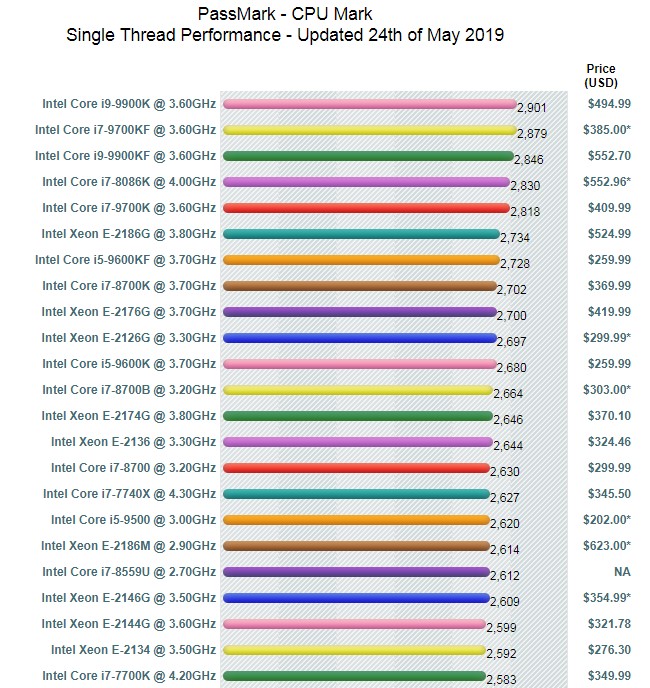 PassMark - CPU Mark
Single Thread Performance - Updated 24th of May 2019
Price
(USD)
Intel Core i9-9900K @ 3.60GHz 2,901 $494.99
Intel Core i7-9700KF @ 3.60GHz 2,879 $385.00*
Intel Core i9-9900KF @ 3.60GHz 2,846 $552.70
Intel Core i7-8086K @ 4.00GHz 2,830 $552.96*
Intel Core i7-9700K @ 3.60GHz 2,818 $409.99
Intel Xeon E-2186G @ 3.80GHz 2,734 $524.99
Intel Core i5-9600KF @ 3.70GHz 2,728 $259.99
Intel Core i7-8700K @ 3.70GHz 2,702 $369.99
Intel Xeon E-2176G @ 3.70GHz 2,700 $419.99
Intel Xeon E-2126G @ 3.30GHz 2,697 $299.99*
Intel Core i5-9600K @ 3.70GHz 2,680 $259.99
Intel Core i7-8700B @ 3.20GHz 2,664 $303.00*
Intel Xeon E-2174G @ 3.80GHz 2,646 $370.10
Intel Xeon E-2136 @ 3.30GHz 2,644 $324.46
Intel Core i7-8700 @ 3.20GHz 2,630 $299.99
Intel Core i7-7740X @ 4.30GHz 2,627 $345.50
Intel Core i5-9500 @ 3.00GHz 2,620 $202.00*
Intel Xeon E-2186M @ 2.90GHz 2,614 $623.00*
Intel Core i7-8559U @ 2.70GHz 2,612 NA
Intel Xeon E-2146G @ 3.50GHz 2,609 $354.99*
Intel Xeon E-2144G @ 3.60GHz 2,599 $321.78
Intel Xeon E-2134 @ 3.50GHz 2,592 $276.30
Intel Core i7-7700K @ 4.20GHz 2,583 $349.99